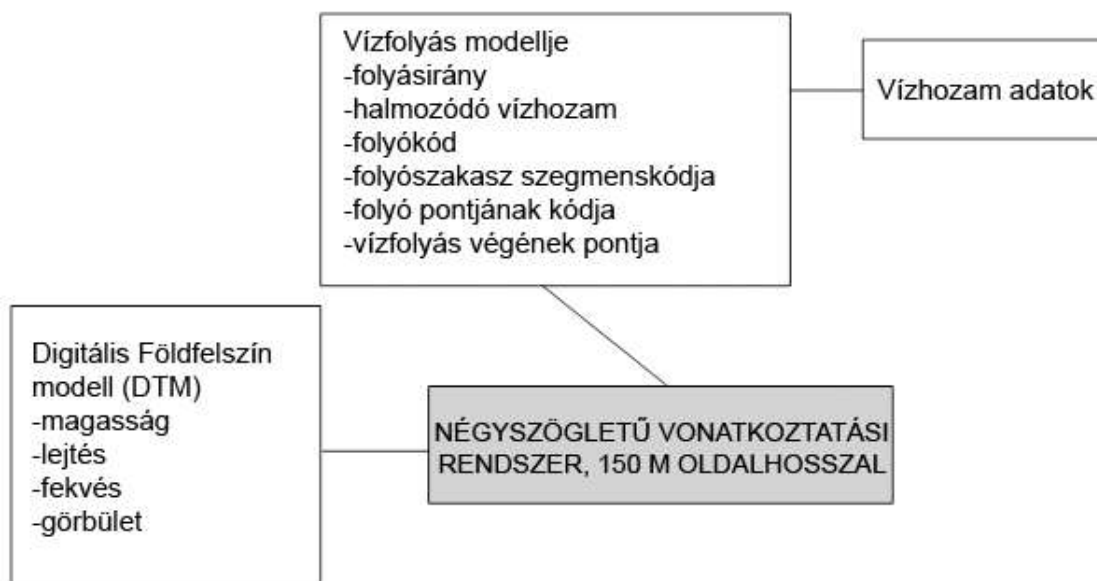 Vízfolyás modellje
-folyásirány
-halmozódó vízhozam
-folyókód
-folyószakasz szegmenskódja
-folyó pontjának kódja
-vízfolyás végének pontja
Vízhozam adatok
Digitális Földfelszín
modell (DTM)
-magasság
-lejtés
-fekvés
-görbület
NÉGYSZÖGLETŰ VONATKOZTATÁSI
RENDSZER, 150 M OLDALHOSSZAL